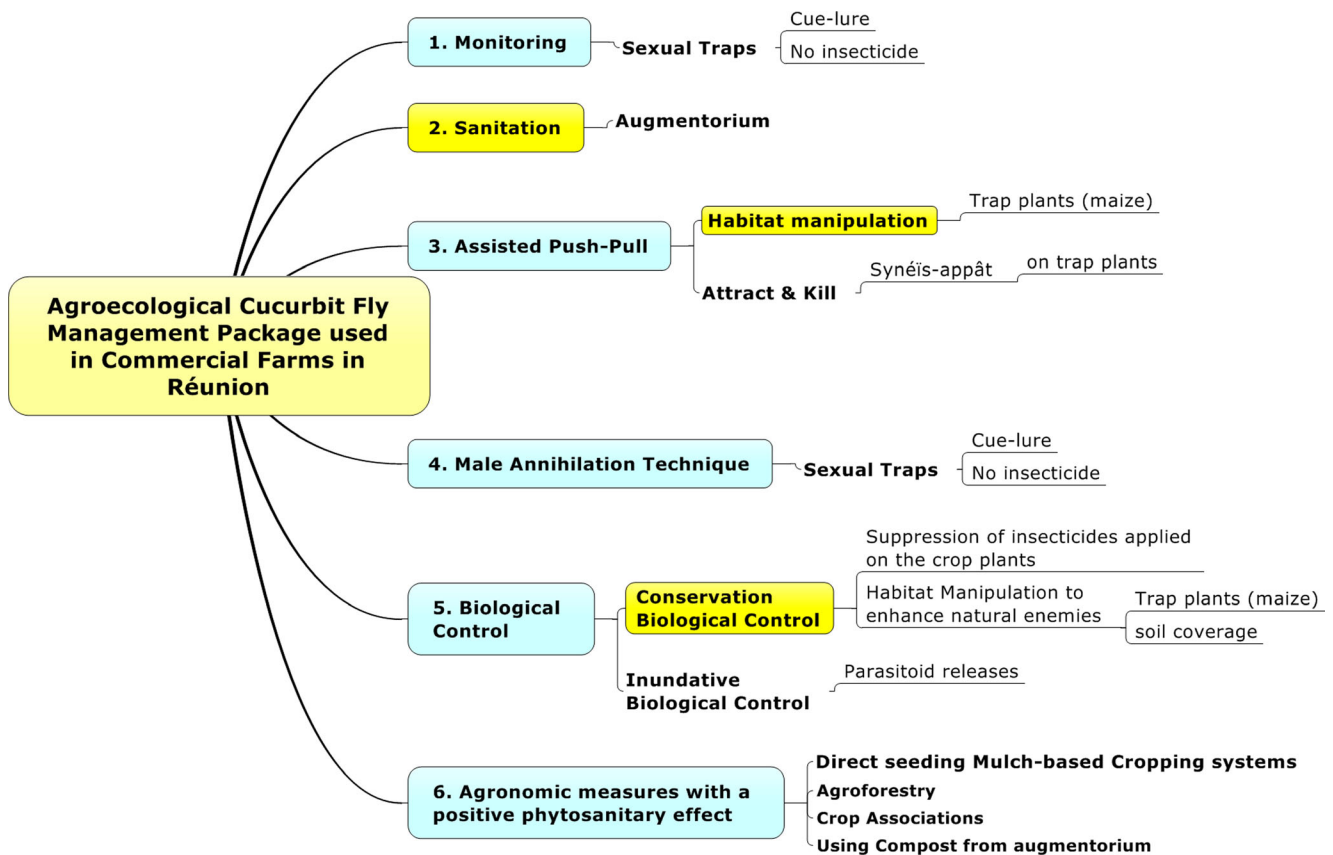 Agroecological Cucurbit Fly
Management Package used
in Commercial Farms in
Réunion
1. Monitoring
Sexual Traps
Cue-lure
No insecticide
2. Sanitation
Augmentorium
3. Assisted Push-Pull
Habitat manipulation
Trap plants (maize)
Attract & Kill
Synéïs-appât
on trap plants
4. Male Annihilation Technique
Sexual Traps
Cue-lure
No insecticide
5. Biological
Control
Conservation
Biological Control
Suppression of insecticides applied
on the crop plants
Habitat Manipulation to
enhance natural enemies
Trap plants (maize)
soil coverage
Inundative
Biological Control
Parasitoid releases
6. Agronomic measures with a
positive phytosanitary effect
Direct seeding Mulch-based Cropping systems
Agroforestry
Crop Associations
Using Compost from augmentorium